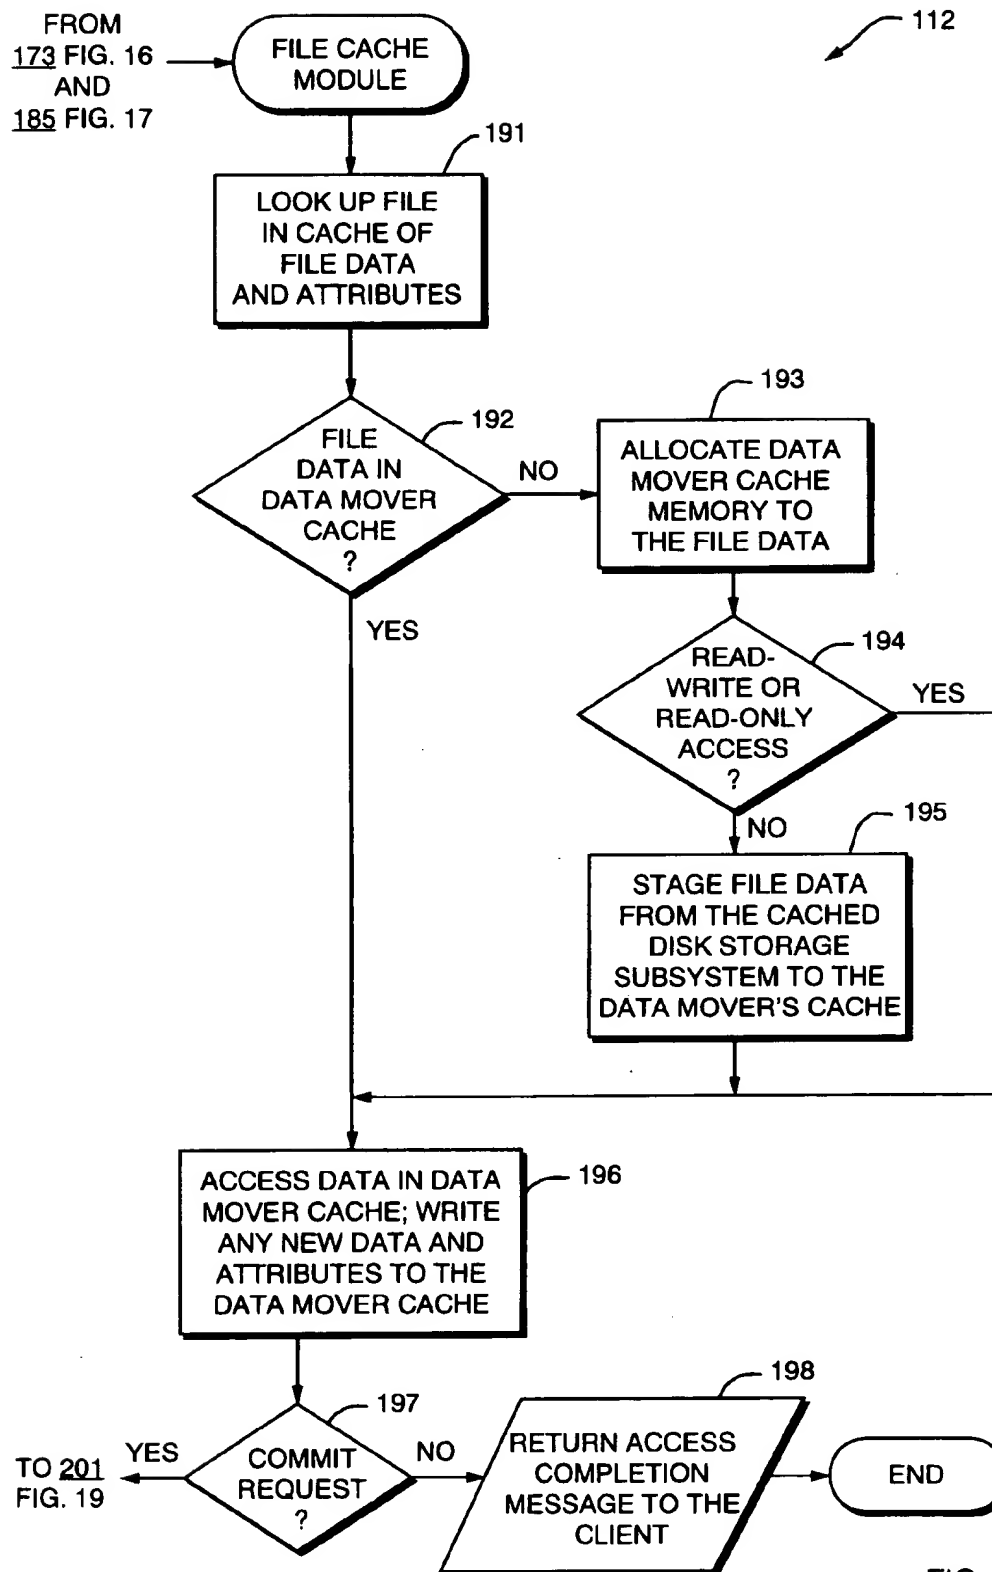 FROM
173 FIG. 16
AND
185 FIG. 17
FILE CACHE
MODULE
112
191
LOOK UP FILE
IN CACHE OF
FILE DATA
AND ATTRIBUTES
192
FILE
DATA IN
DATA MOVER
CACHE
?
NO
YES
193
ALLOCATE DATA
MOVER CACHE
MEMORY TO
THE FILE DATA
194
READ-
WRITE OR
READ-ONLY
ACCESS
?
YES
NO
195
STAGE FILE DATA
FROM THE CACHED
DISK STORAGE
SUBSYSTEM TO THE
DATA MOVER'S CACHE
196
ACCESS DATA IN DATA
MOVER CACHE; WRITE
ANY NEW DATA AND
ATTRIBUTES TO THE
DATA MOVER CACHE
197
COMMIT
REQUEST
?
YES
TO 201
FIG. 19
NO
198
RETURN ACCESS
COMPLETION
MESSAGE TO THE
CLIENT
END